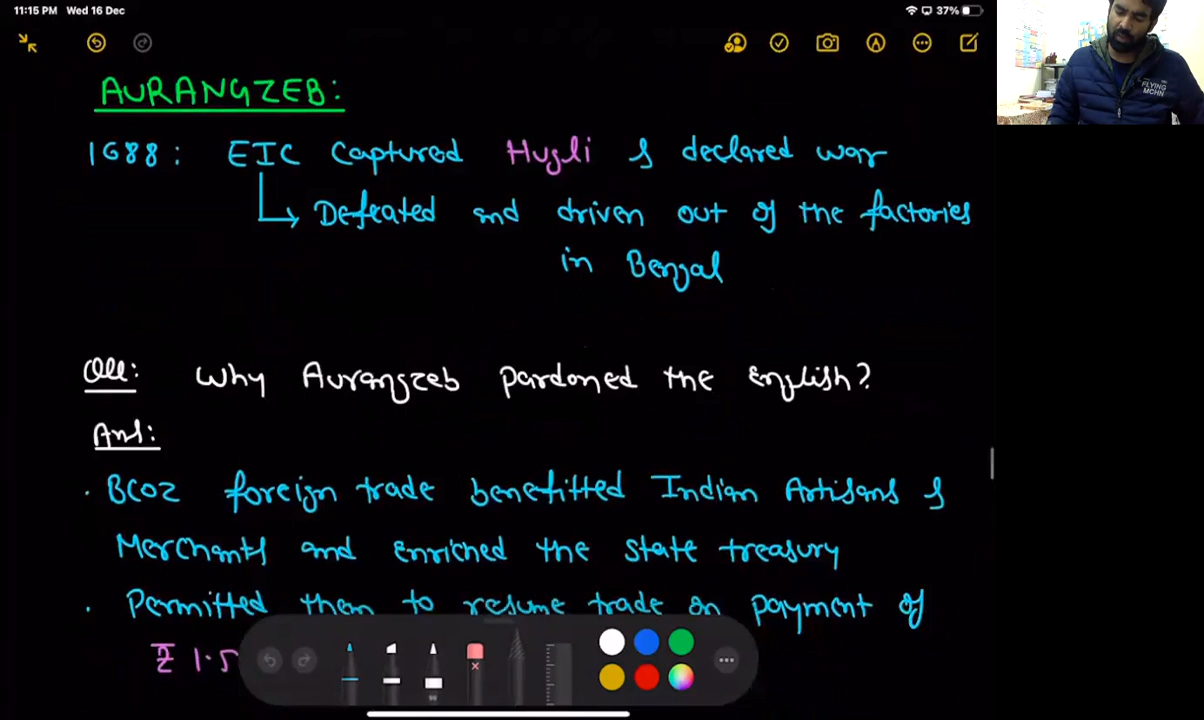 11:15 PM Wed 16 Dec
37%
AURANGZEB:
1688: EIC Captured Hugli & declared war
Defeated and driven out of the factories
in Bengal
Que: Why Aurangzeb pardoned the English?
Ans:
• BCOZ foreign trade benefitted Indian Artisans &
Merchants and enriched the state treasury
• Permitted them to resume trade on payment of
₹ 1.5
FLYING
MCHN